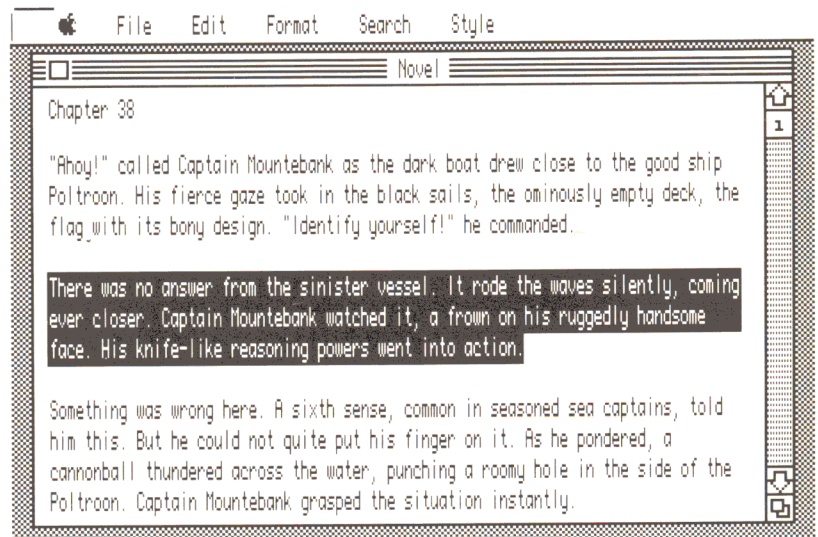 File Edit Format Search Style
Novel
Chapter 38
1
"Ahoy!" called Captain Mountebank as the dark boat drew close to the good ship
Poltroon. His fierce gaze took in the black sails, the ominously empty deck, the
flag with its bony design. "Identify yourself!" he commanded.
There was no answer from the sinister vessel. It rode the waves silently, coming
ever closer. Captain Mountebank watched it, a frown on his ruggedly handsome
face. His knife-like reasoning powers went into action.
Something was wrong here. A sixth sense, common in seasoned sea captains, told
him this. But he could not quite put his finger on it. As he pondered, a
cannonball thundered across the water, punching a roomy hole in the side of the
Poltroon. Captain Mountebank grasped the situation instantly.